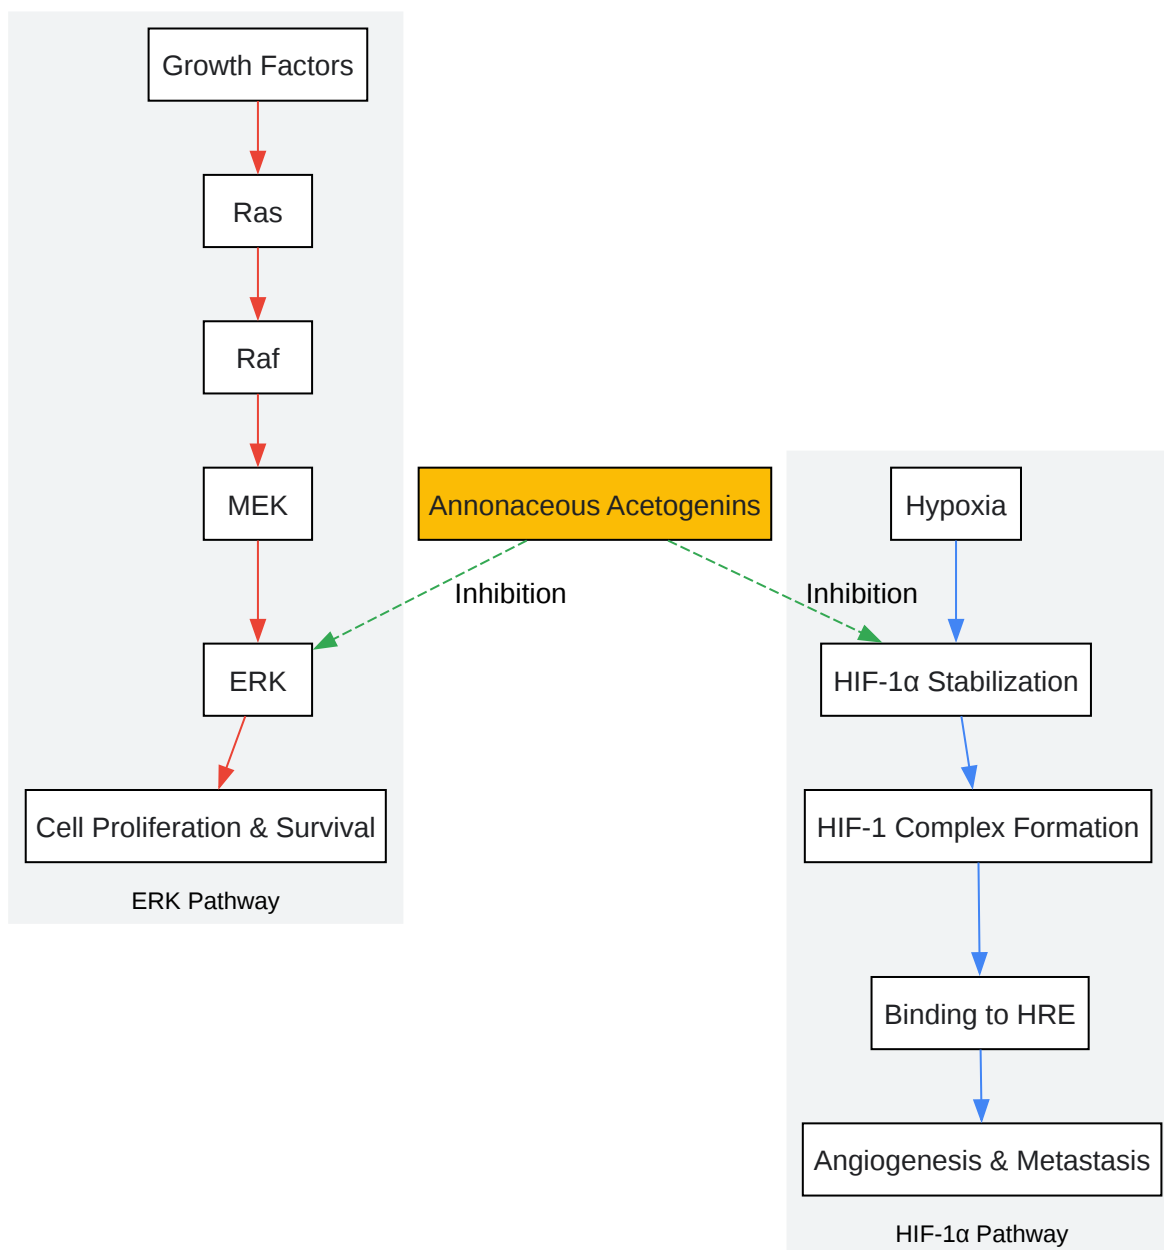 Growth Factors
Ras
Raf
MEK
Annonaceous Acetogenins
Hypoxia
Inhibition
Inhibition
ERK
HIF-1α Stabilization
Cell Proliferation & Survival
HIF-1 Complex Formation
ERK Pathway
Binding to HRE
Angiogenesis & Metastasis
HIF-1α Pathway